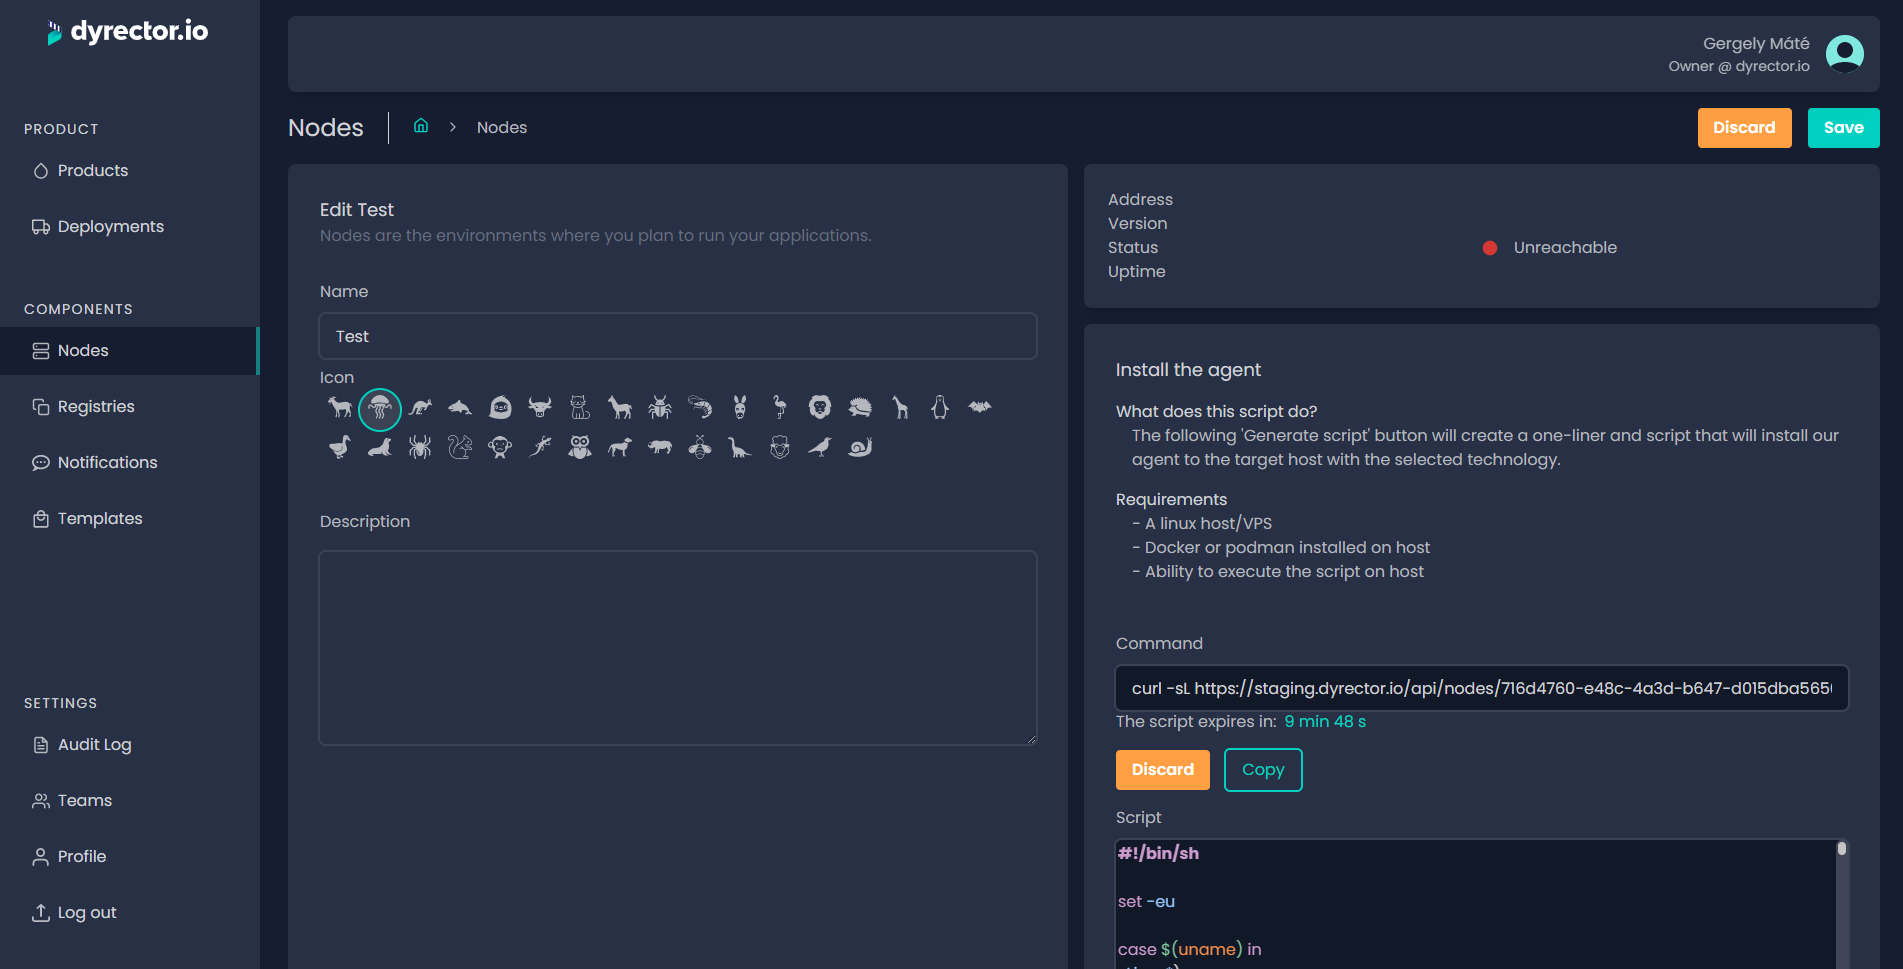 dyrector.io
PRODUCT
Products
Deployments
COMPONENTS
Nodes
Registries
Notifications
Templates
SETTINGS
Audit Log
Teams
Profile
Log out
Gergely Máté
Owner @ dyrector.io
Nodes
Nodes
Discard
Save
Edit Test
Nodes are the environments where you plan to run your applications.
Name
Test
Icon
Description
Address
Version
Status
Unreachable
Uptime
Install the agent
What does this script do?
The following 'Generate script' button will create a one-liner and script that will install our
agent to the target host with the selected technology.
Requirements
- A linux host/VPS
- Docker or podman installed on host
- Ability to execute the script on host
Command
curl -sL https://staging.dyrector.io/api/nodes/716d4760-e48c-4a3d-b647-d015dba565
The script expires in: 9 min 48 s
Discard
Copy
Script
#!/bin/sh
set -eu
case $(uname) in